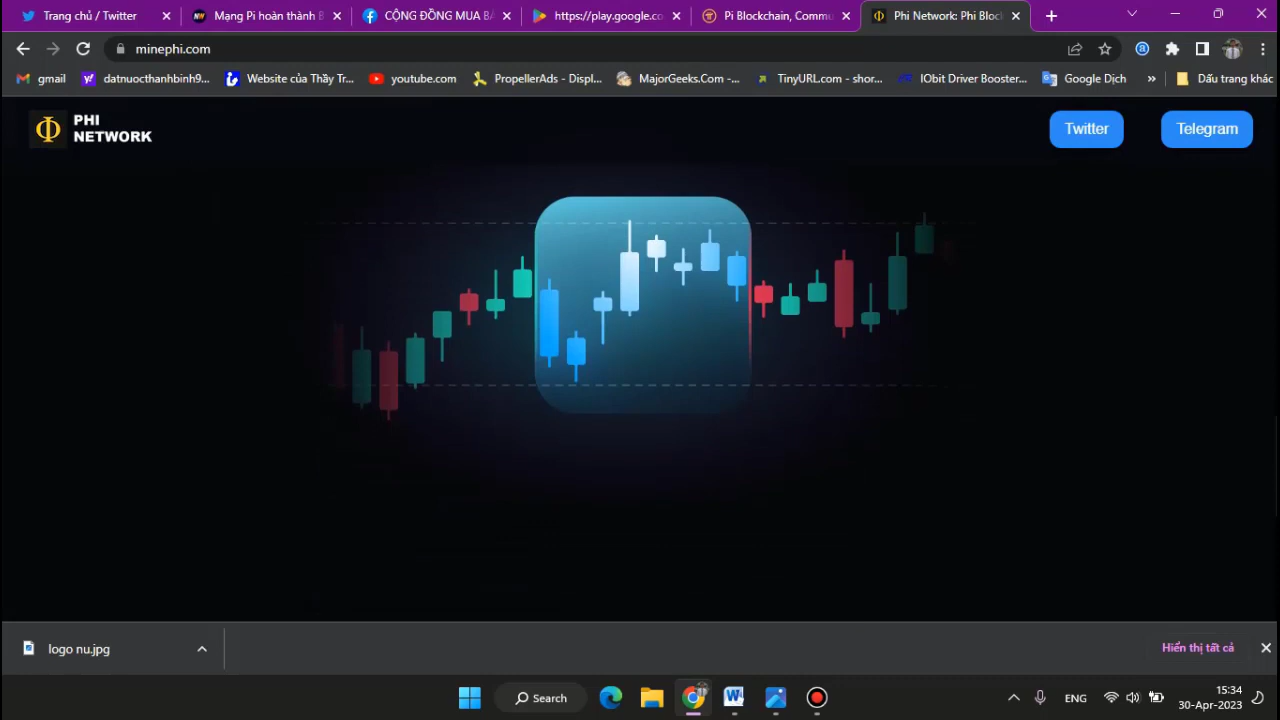 Trang chủ / Twitter
Mạng Pi hoàn thành
CỘNG ĐỒNG MUA BÁ
https://play.google.co
Pi Blockchain, Commu
Phi Network: Phi Bloc
minephi.com
gmail
datnuocthanhbinh9...
Website của Thầy Tr...
youtube.com
PropellerAds - Displ...
MajorGeeks.Com -...
TinyURL.com - shor...
IObit Driver Booster...
Google Dịch
»
Dấu trang khác
PHI
NETWORK
Twitter
Telegram
logo nu.jpg
Hiển thị tất cả
Search
ENG
15:34
30-Apr-2023